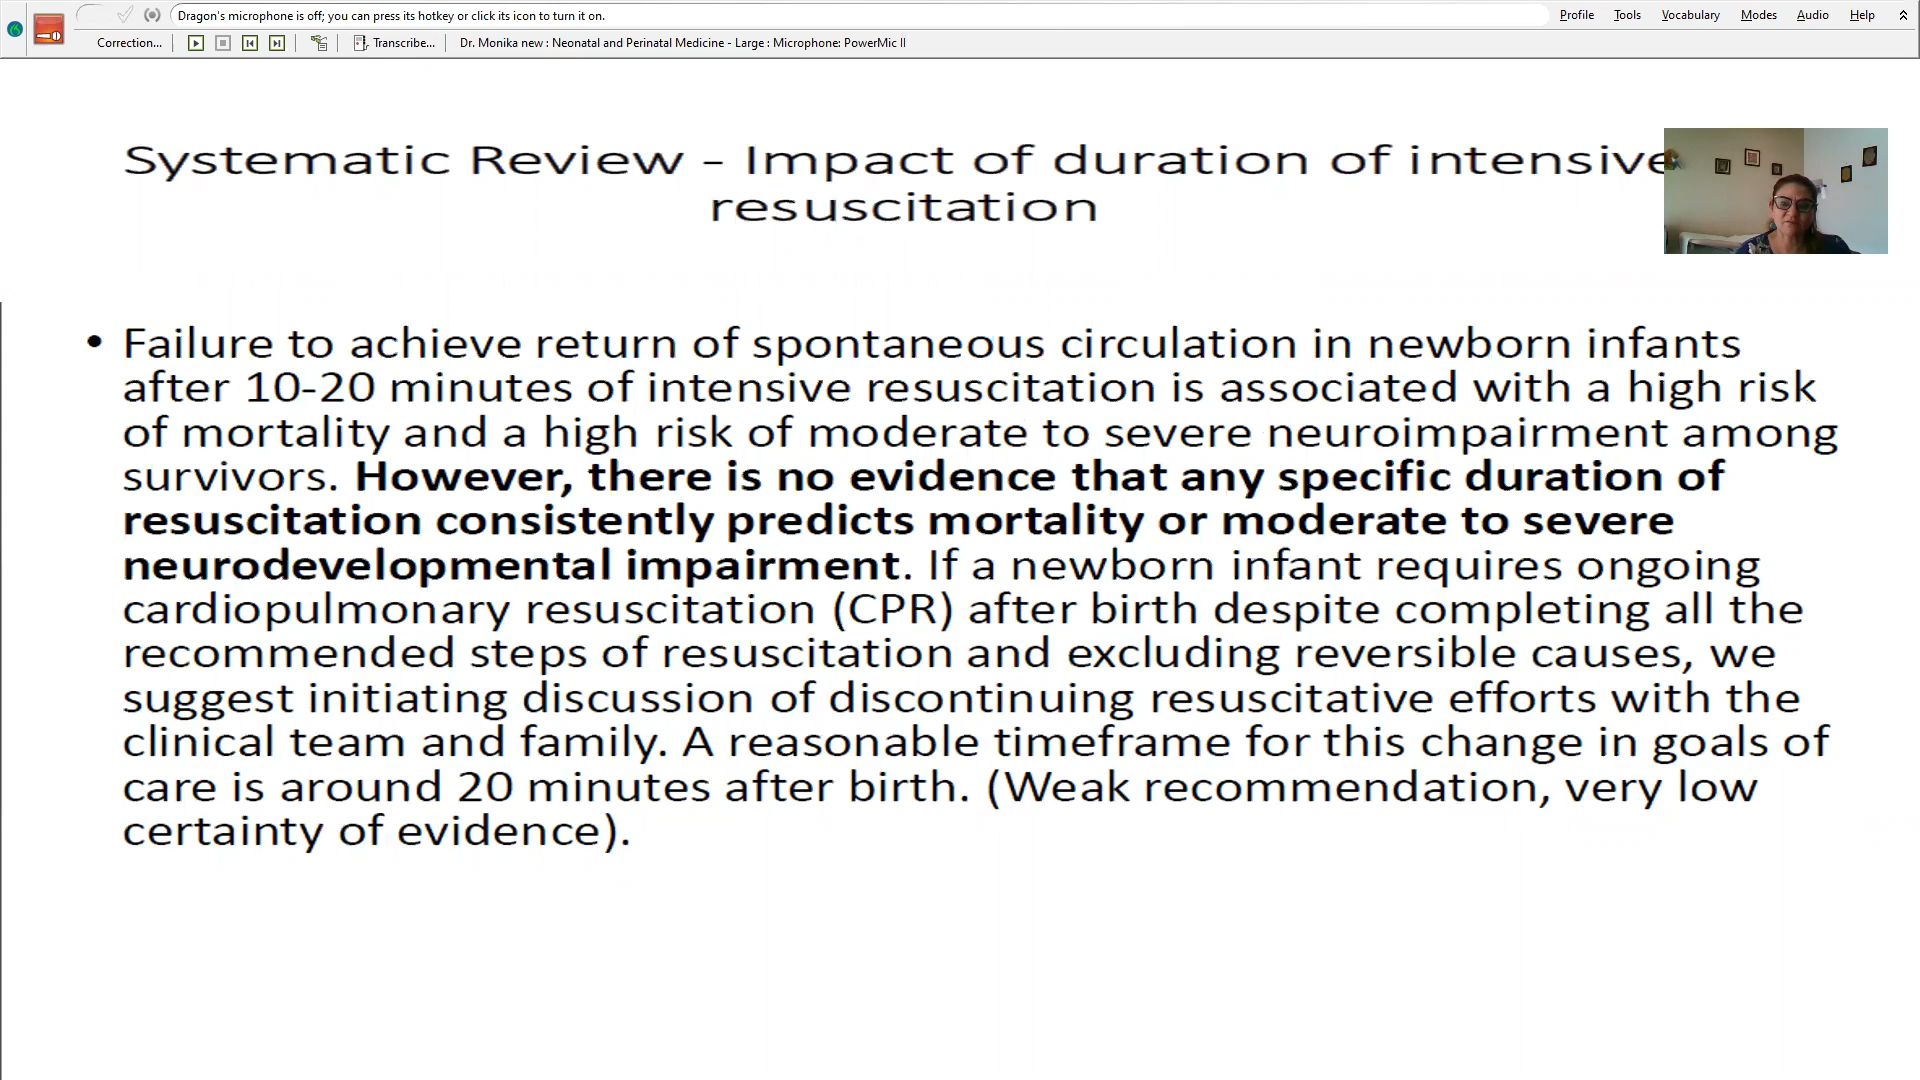 Dragon's microphone is off; you can press its hotkey or click its icon to turn it on.
Profile Tools Vocabulary Modes Audio Help
Correction... Transcribe... Dr. Monika new : Neonatal and Perinatal Medicine - Large : Microphone: PowerMic II
Systematic Review - Impact of duration of intensive
resuscitation
• Failure to achieve return of spontaneous circulation in newborn infants
after 10-20 minutes of intensive resuscitation is associated with a high risk
of mortality and a high risk of moderate to severe neuroimpairment among
survivors. However, there is no evidence that any specific duration of
resuscitation consistently predicts mortality or moderate to severe
neurodevelopmental impairment. If a newborn infant requires ongoing
cardiopulmonary resuscitation (CPR) after birth despite completing all the
recommended steps of resuscitation and excluding reversible causes, we
suggest initiating discussion of discontinuing resuscitative efforts with the
clinical team and family. A reasonable timeframe for this change in goals of
care is around 20 minutes after birth. (Weak recommendation, very low
certainty of evidence).